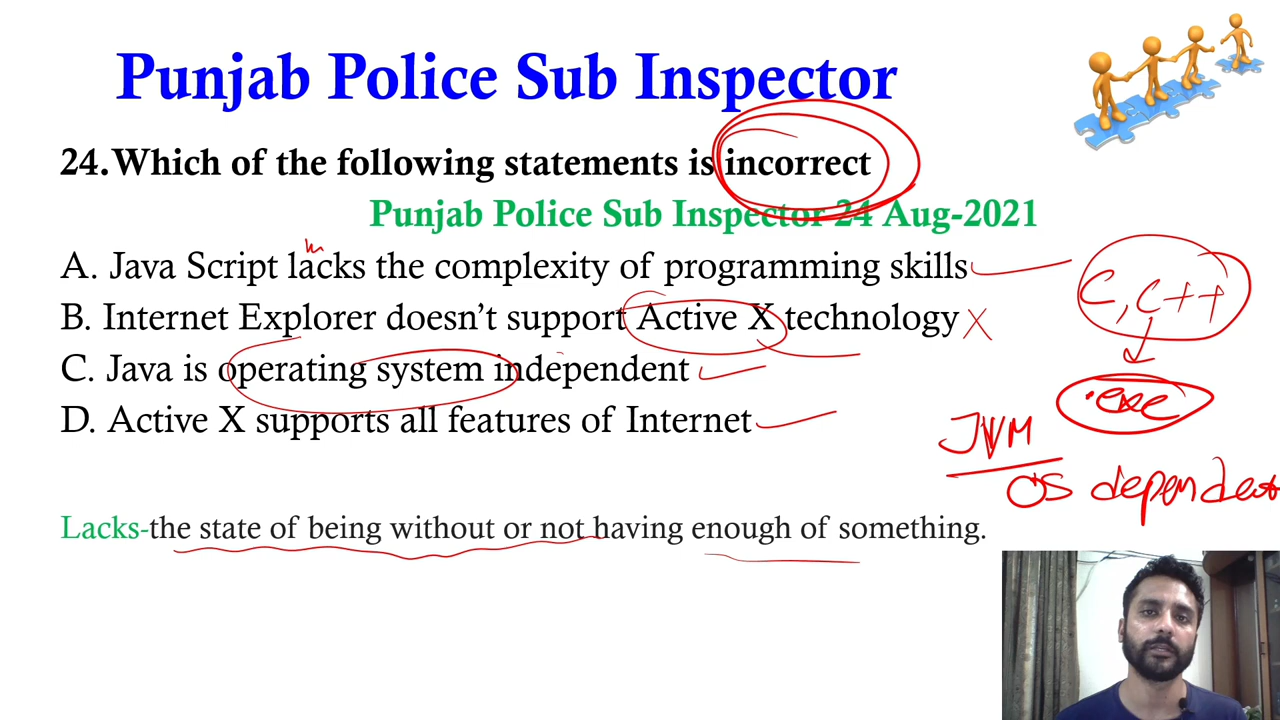 Punjab Police Sub Inspector
24. Which of the following statements is incorrect
Punjab Police Sub Inspector 24 Aug-2021
A. Java Script lacks the complexity of programming skills
B. Internet Explorer doesn't support Active X technology X
C. Java is operating system independent
D. Active X supports all features of Internet
C, C++
.exe
JVM
OS dependent
Lacks-the state of being without or not having enough of something.